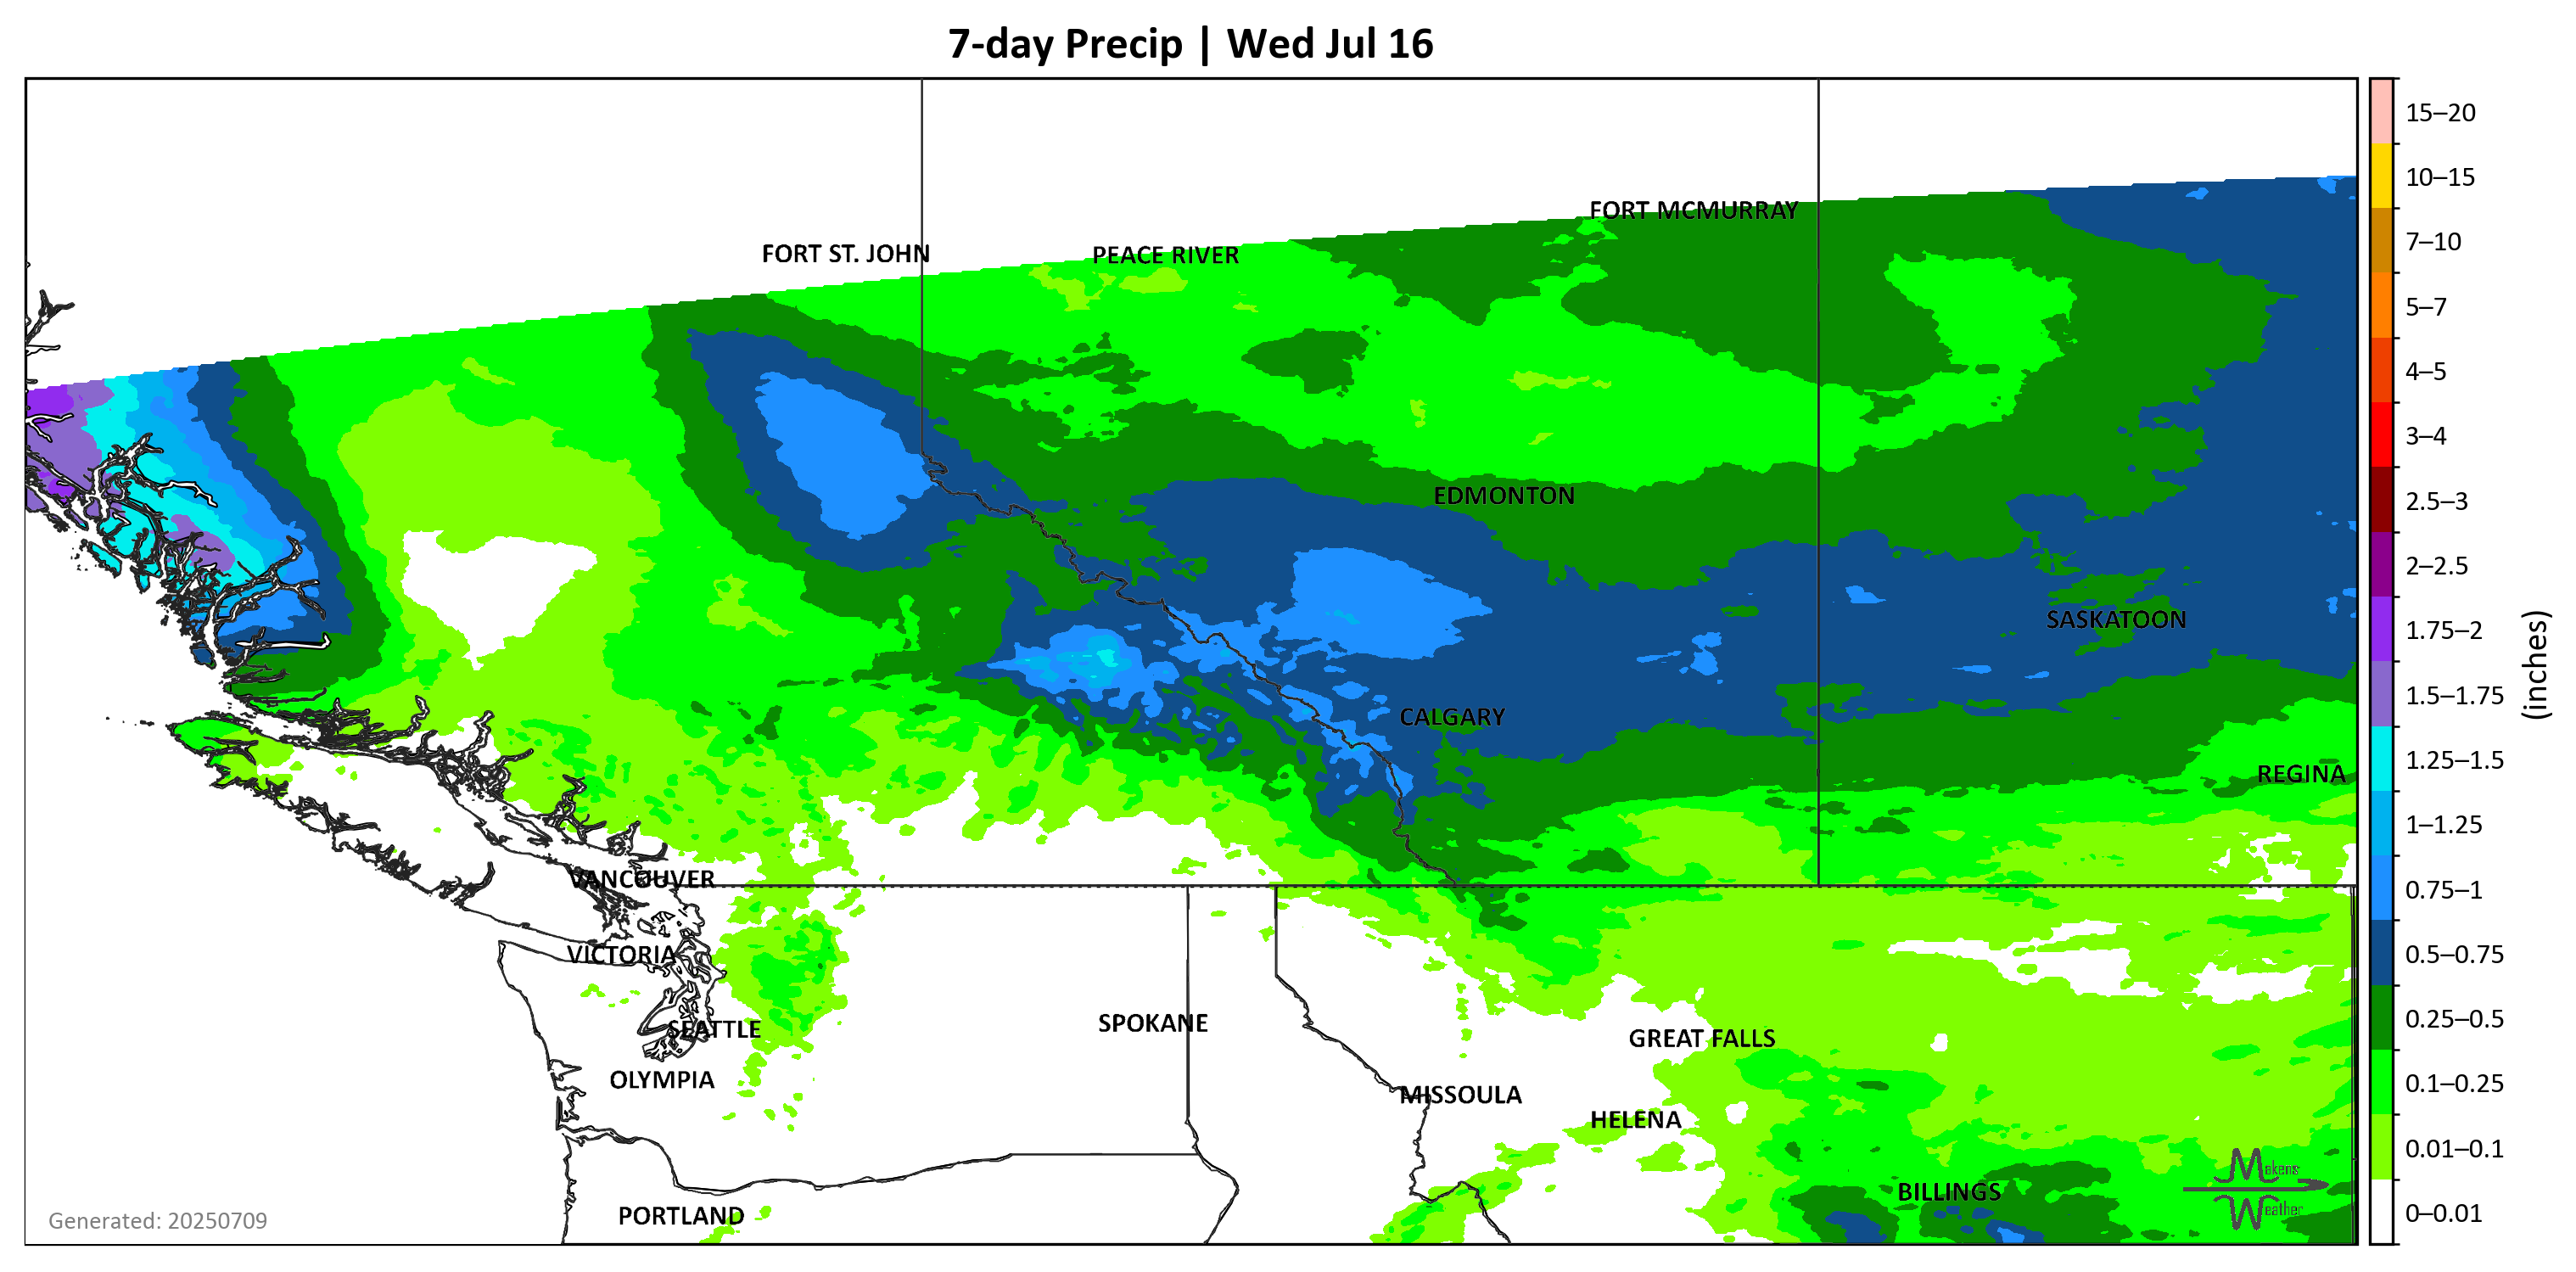 7-day Precip | Wed Jul 16
15–20
10–15
7–10
5–7
4–5
3–4
2.5–3
2–2.5
1.75–2
1.5–1.75
1.25–1.5
1–1.25
0.75–1
0.5–0.75
0.25–0.5
0.1–0.25
0.01–0.1
0–0.01
(inches)
FORT MCMURRAY
FORT ST. JOHN
PEACE RIVER
EDMONTON
SASKATOON
CALGARY
REGINA
VANCOUVER
VICTORIA
SEATTLE
SPOKANE
GREAT FALLS
OLYMPIA
MISSOULA
HELENA
BILLINGS
PORTLAND
Makens
Weather
Generated: 20250709